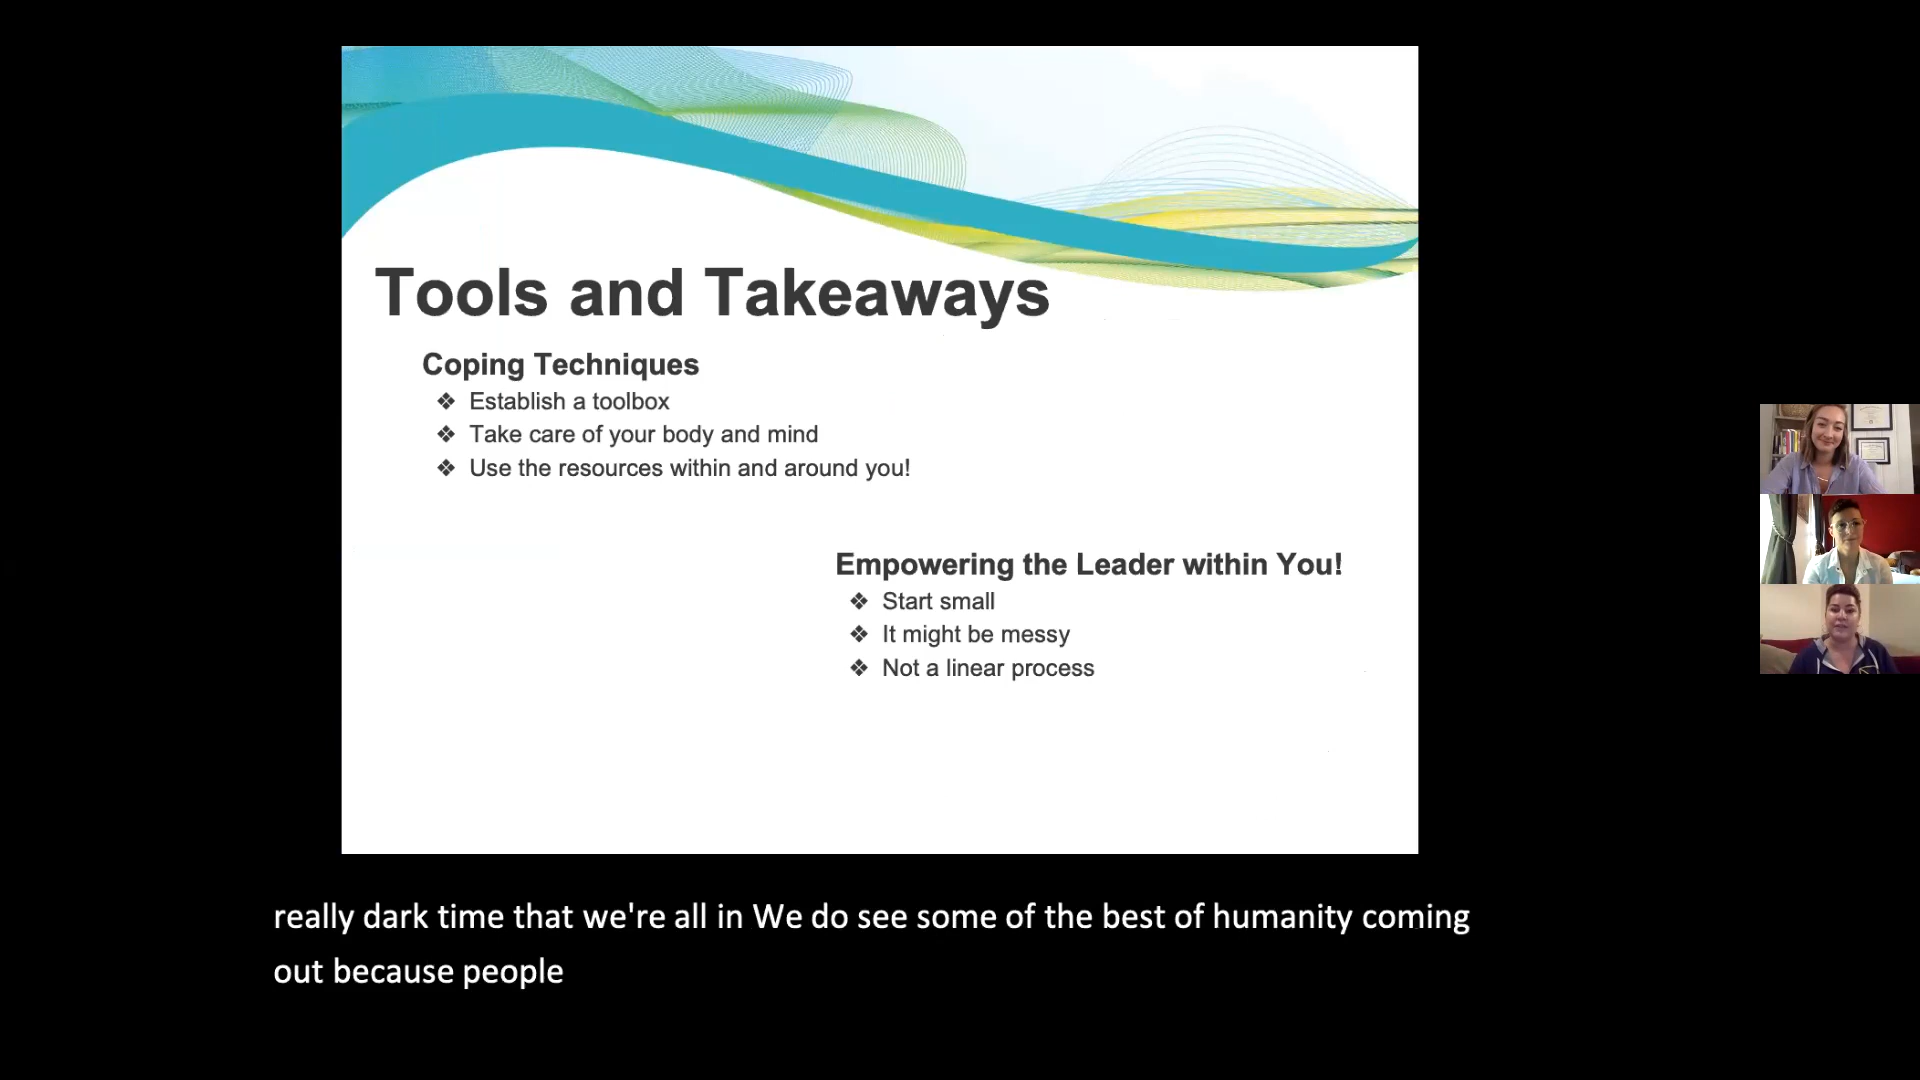 Tools and Takeaways
Coping Techniques
❖ Establish a toolbox
❖ Take care of your body and mind
❖ Use the resources within and around you!
Empowering the Leader within You!
❖ Start small
❖ It might be messy
❖ Not a linear process
really dark time that we're all in We do see some of the best of humanity coming
out because people